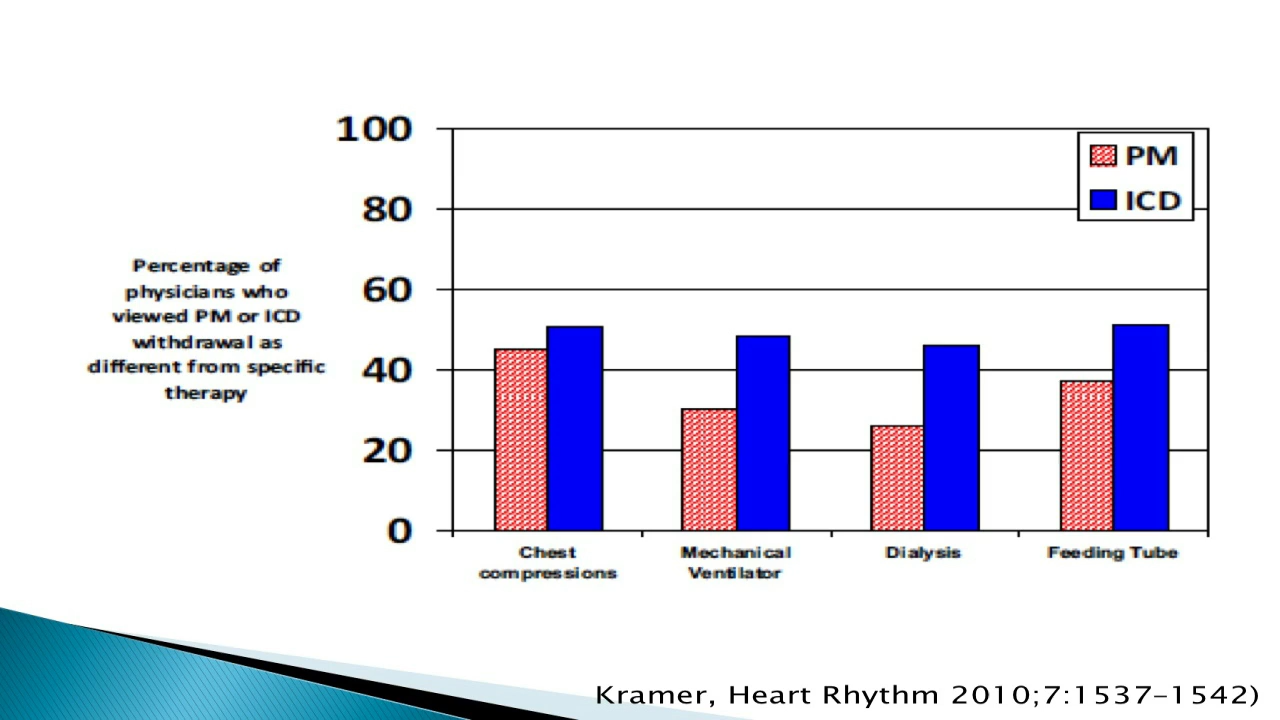 100
80
60
40
20
0
Percentage of
physicians who
viewed PM or ICD
withdrawal as
different from specific
therapy
PM
ICD
Chest
compressions
Mechanical
Ventilator
Dialysis
Feeding Tube
Kramer, Heart Rhythm 2010;7:1537-1542)